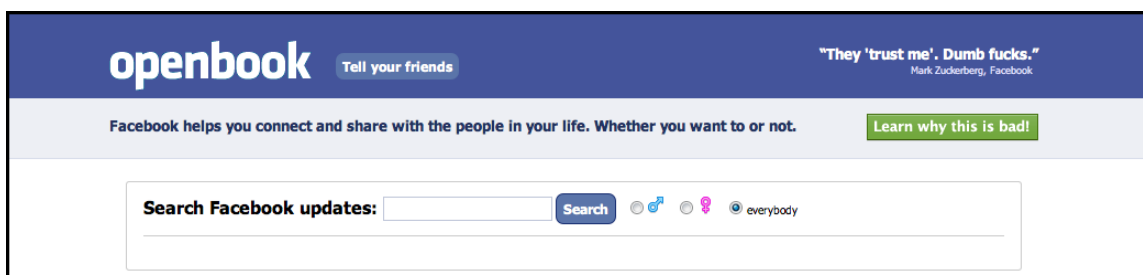 openbook Tell your friends
"They 'trust me'. Dumb fucks."
Mark Zuckerberg, Facebook
Facebook helps you connect and share with the people in your life. Whether you want to or not. Learn why this is bad!
Search Facebook updates: Search ♂ ♀ everybody